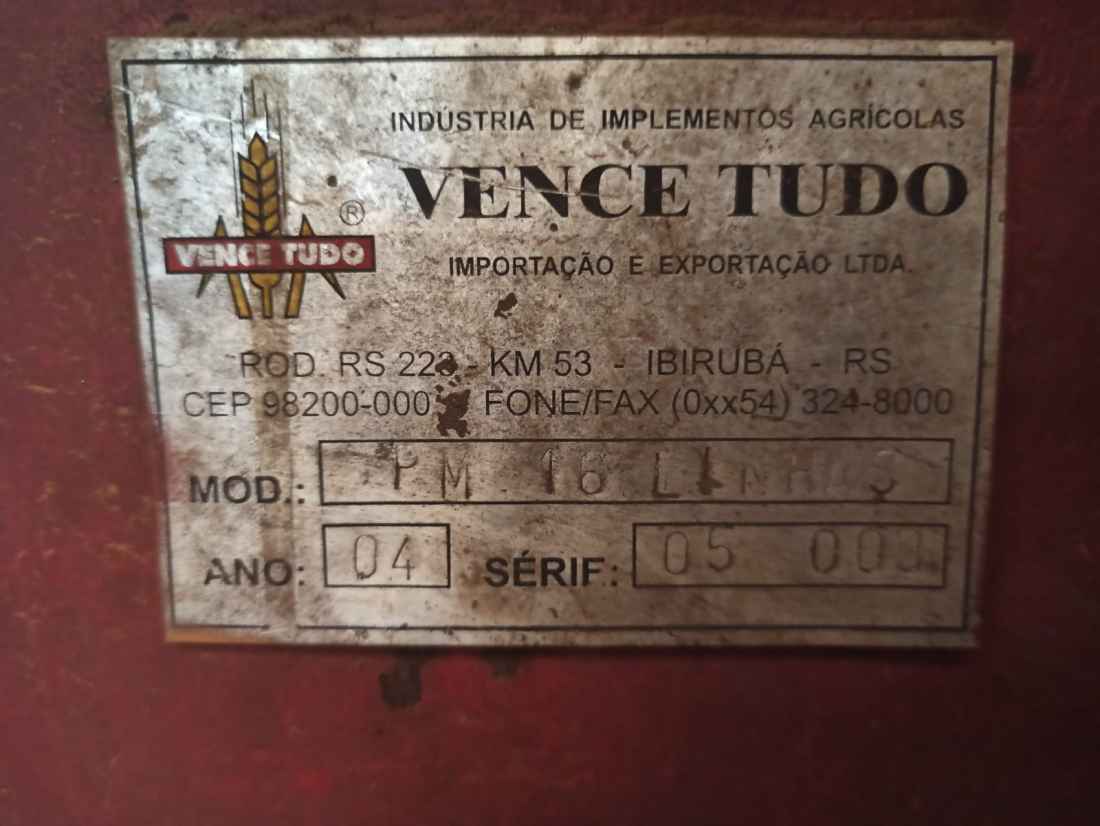 INDÚSTRIA DE IMPLEMENTOS AGRÍCOLAS
VENCE TUDO
®
VENCE TUDO
IMPORTAÇÃO E EXPORTAÇÃO LTDA.
ROD. RS 223 - KM 53 - IBIRUBÁ - RS
CEP 98200-000 FONE/FAX (0xx54) 324-8000
MOD.: PM 16 LINHAS
ANO: 04 SÉRIE: 05